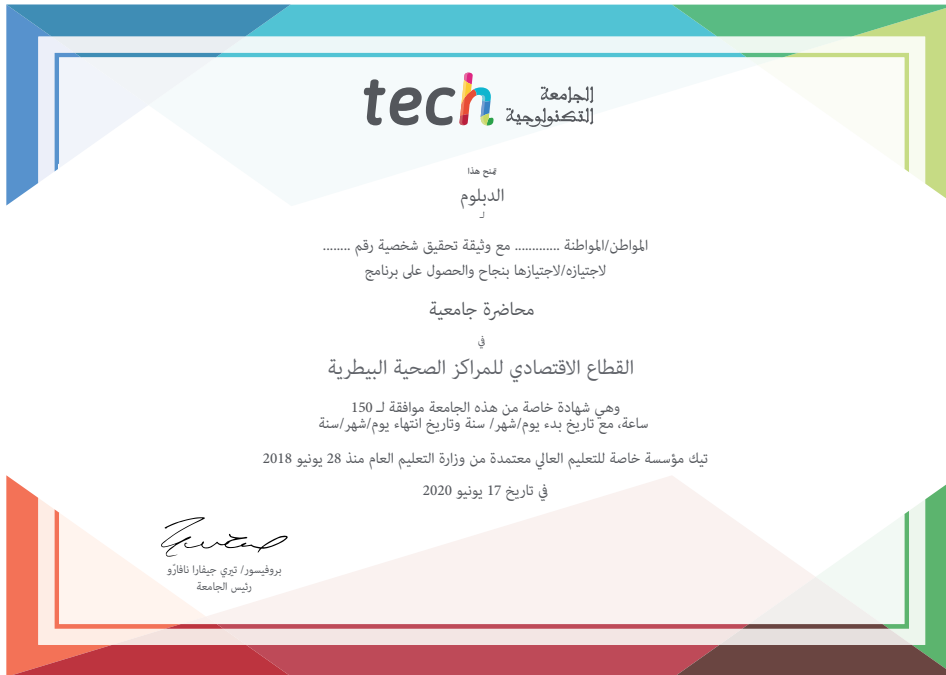 tech الجامعة
التكنولوجية
يمنح هذا
الدبلوم
لـ
المواطن/المواطنة ............ مع وثيقة تحقيق شخصية رقم ........
لاجتيازه/لاجتيازها بنجاح والحصول على برنامج
محاضرة جامعية
في
القطاع الاقتصادي للمراكز الصحية البيطرية
وهي شهادة خاصة من هذه الجامعة موافقة لـ 150
ساعة، مع تاريخ بدء يوم/شهر/ سنة وتاريخ انتهاء يوم/شهر/سنة
تيك مؤسسة خاصة للتعليم العالي معتمدة من وزارة التعليم العام منذ 28 يونيو 2018
في تاريخ 17 يونيو 2020
بروفيسور/ تيري جيفارا نافارّو
رئيس الجامعة